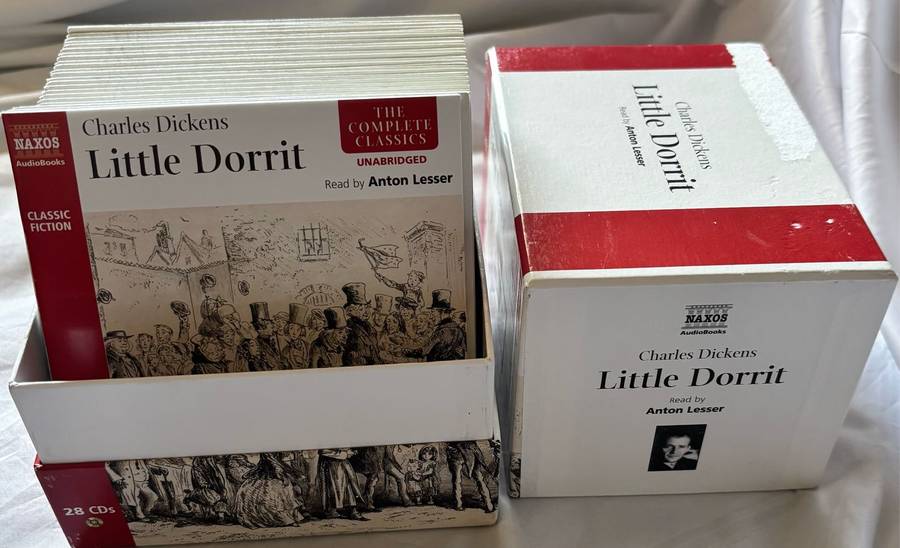 NAXOS
AudioBooks
CLASSIC
FICTION
Charles Dickens
Little Dorrit
THE
COMPLETE
CLASSICS
UNABRIDGED
Read by Anton Lesser
28 CDs
Charles Dickens
Little Dorrit
Read by Anton Lesser
NAXOS
AudioBooks
Charles Dickens
Little Dorrit
Read by
Anton Lesser